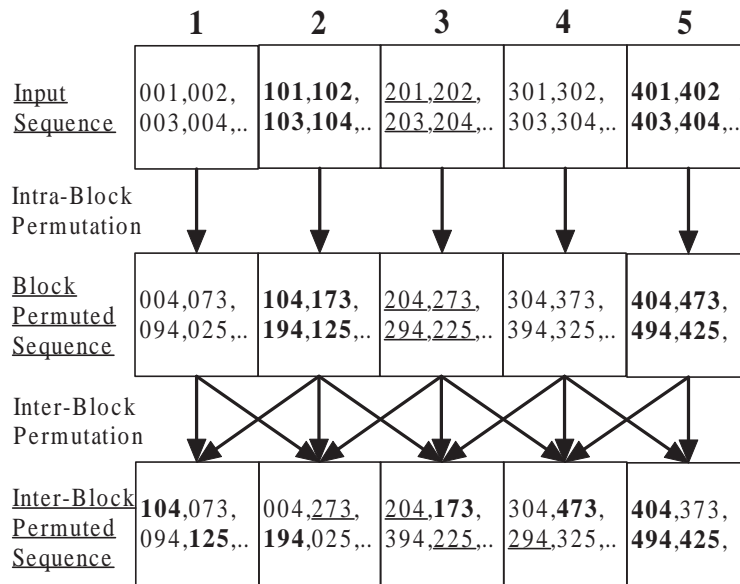 1 2 3 4 5
Input 001,002, 101,102, 201,202, 301,302, 401,402
Sequence 003,004,.. 103,104,.. 203,204,.. 303,304,.. 403,404,..
Intra-Block
Permutation
Block 004,073, 104,173, 204,273, 304,373, 404,473,
Permuted 094,025,.. 194,125,.. 294,225,.. 394,325,.. 494,425,
Sequence
Inter-Block
Permutation
Inter-Block 104,073, 004,273, 204,173, 304,473, 404,373,
Permuted 094,125,.. 194,025,.. 394,225,.. 294,325,.. 494,425,
Sequence